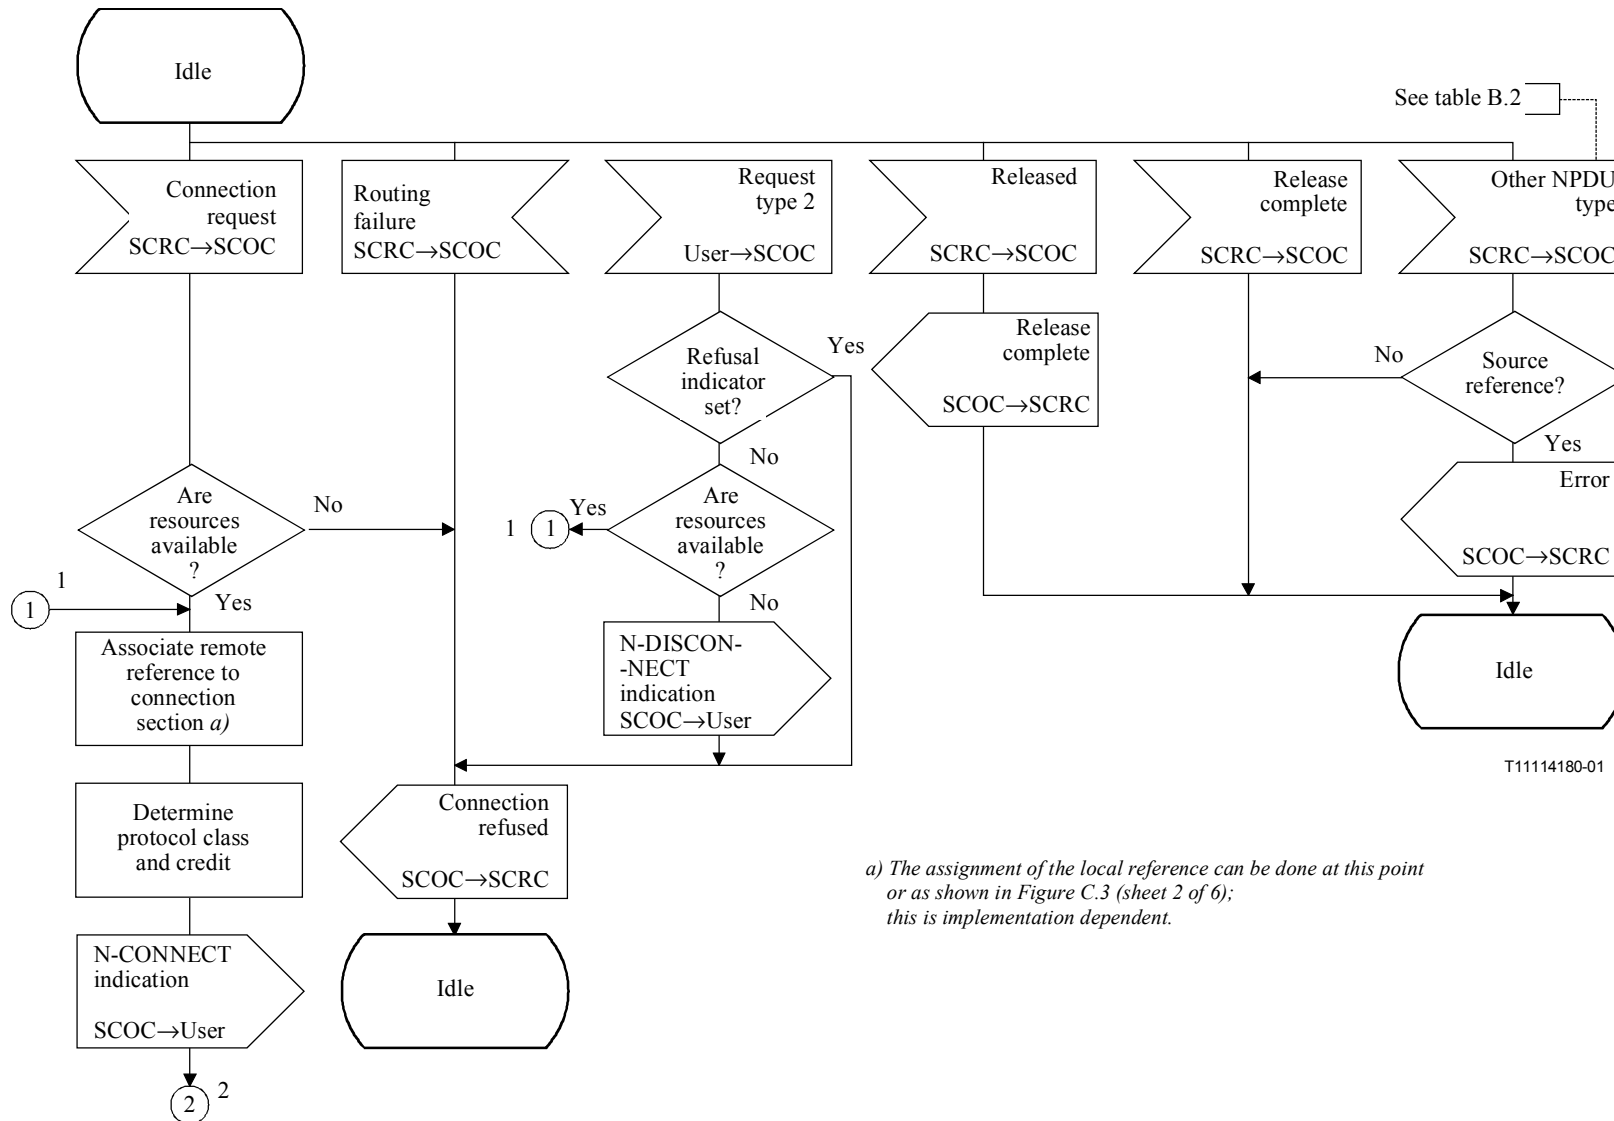 Idle
See table B.2
Connection
request
SCRC→SCOC
Routing
failure
SCRC→SCOC
Request
type 2
User→SCOC
Released
SCRC→SCOC
Release
complete
SCRC→SCOC
Other NPDU
type
SCRC→SCOC
Refusal
indicator
set?
Yes
No
Release
complete
SCOC→SCRC
No
Source
reference?
Yes
Error
SCOC→SCRC
Are
resources
available
?
No
Yes
1
1
1
1
Yes
Are
resources
available
?
No
Associate remote
reference to
connection
section a)
N-DISCON-
-NECT
indication
SCOC→User
Idle
T11114180-01
Determine
protocol class
and credit
Connection
refused
SCOC→SCRC
a) The assignment of the local reference can be done at this point
or as shown in Figure C.3 (sheet 2 of 6);
this is implementation dependent.
N-CONNECT
indication
SCOC→User
Idle
2
2